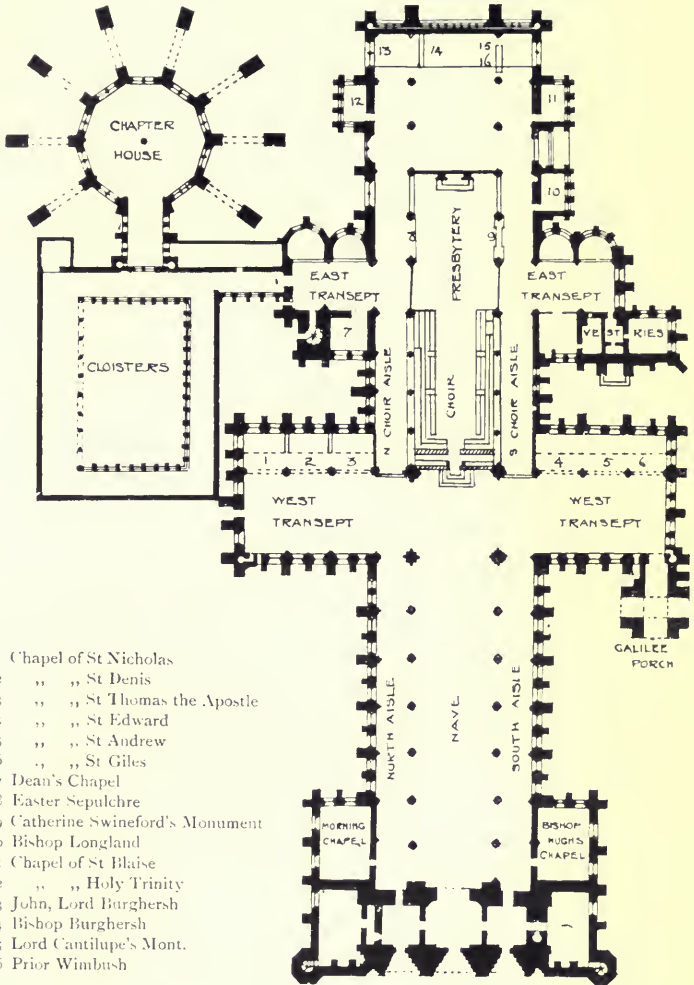 13 14 15
16
12 11
CHAPTER
HOUSE
10
8 9
PRESBYTERY
EAST
TRANSEPT
EAST
TRANSEPT
7
VEST RIES
CLOISTERS
N CHOIR AISLE
CHOIR
S CHOIR AISLE
1 2 3 4 5 6
WEST
TRANSEPT
WEST
TRANSEPT
GALILEE
PORCH
NORTH AISLE
NAVE
SOUTH AISLE
MORNING
CHAPEL
BISHOP
HUGHS
CHAPEL
Chapel of St Nicholas
,, ,, St Denis
,, ,, St Thomas the Apostle
,, ,, St Edward
,, ,, St Andrew
,, ,, St Giles
Dean's Chapel
Easter Sepulchre
Catherine Swineford's Monument
Bishop Longland
Chapel of St Blaise
,, ,, Holy Trinity
John, Lord Burghersh
Bishop Burghersh
Lord Cantilupe's Mont.
Prior Wimbush